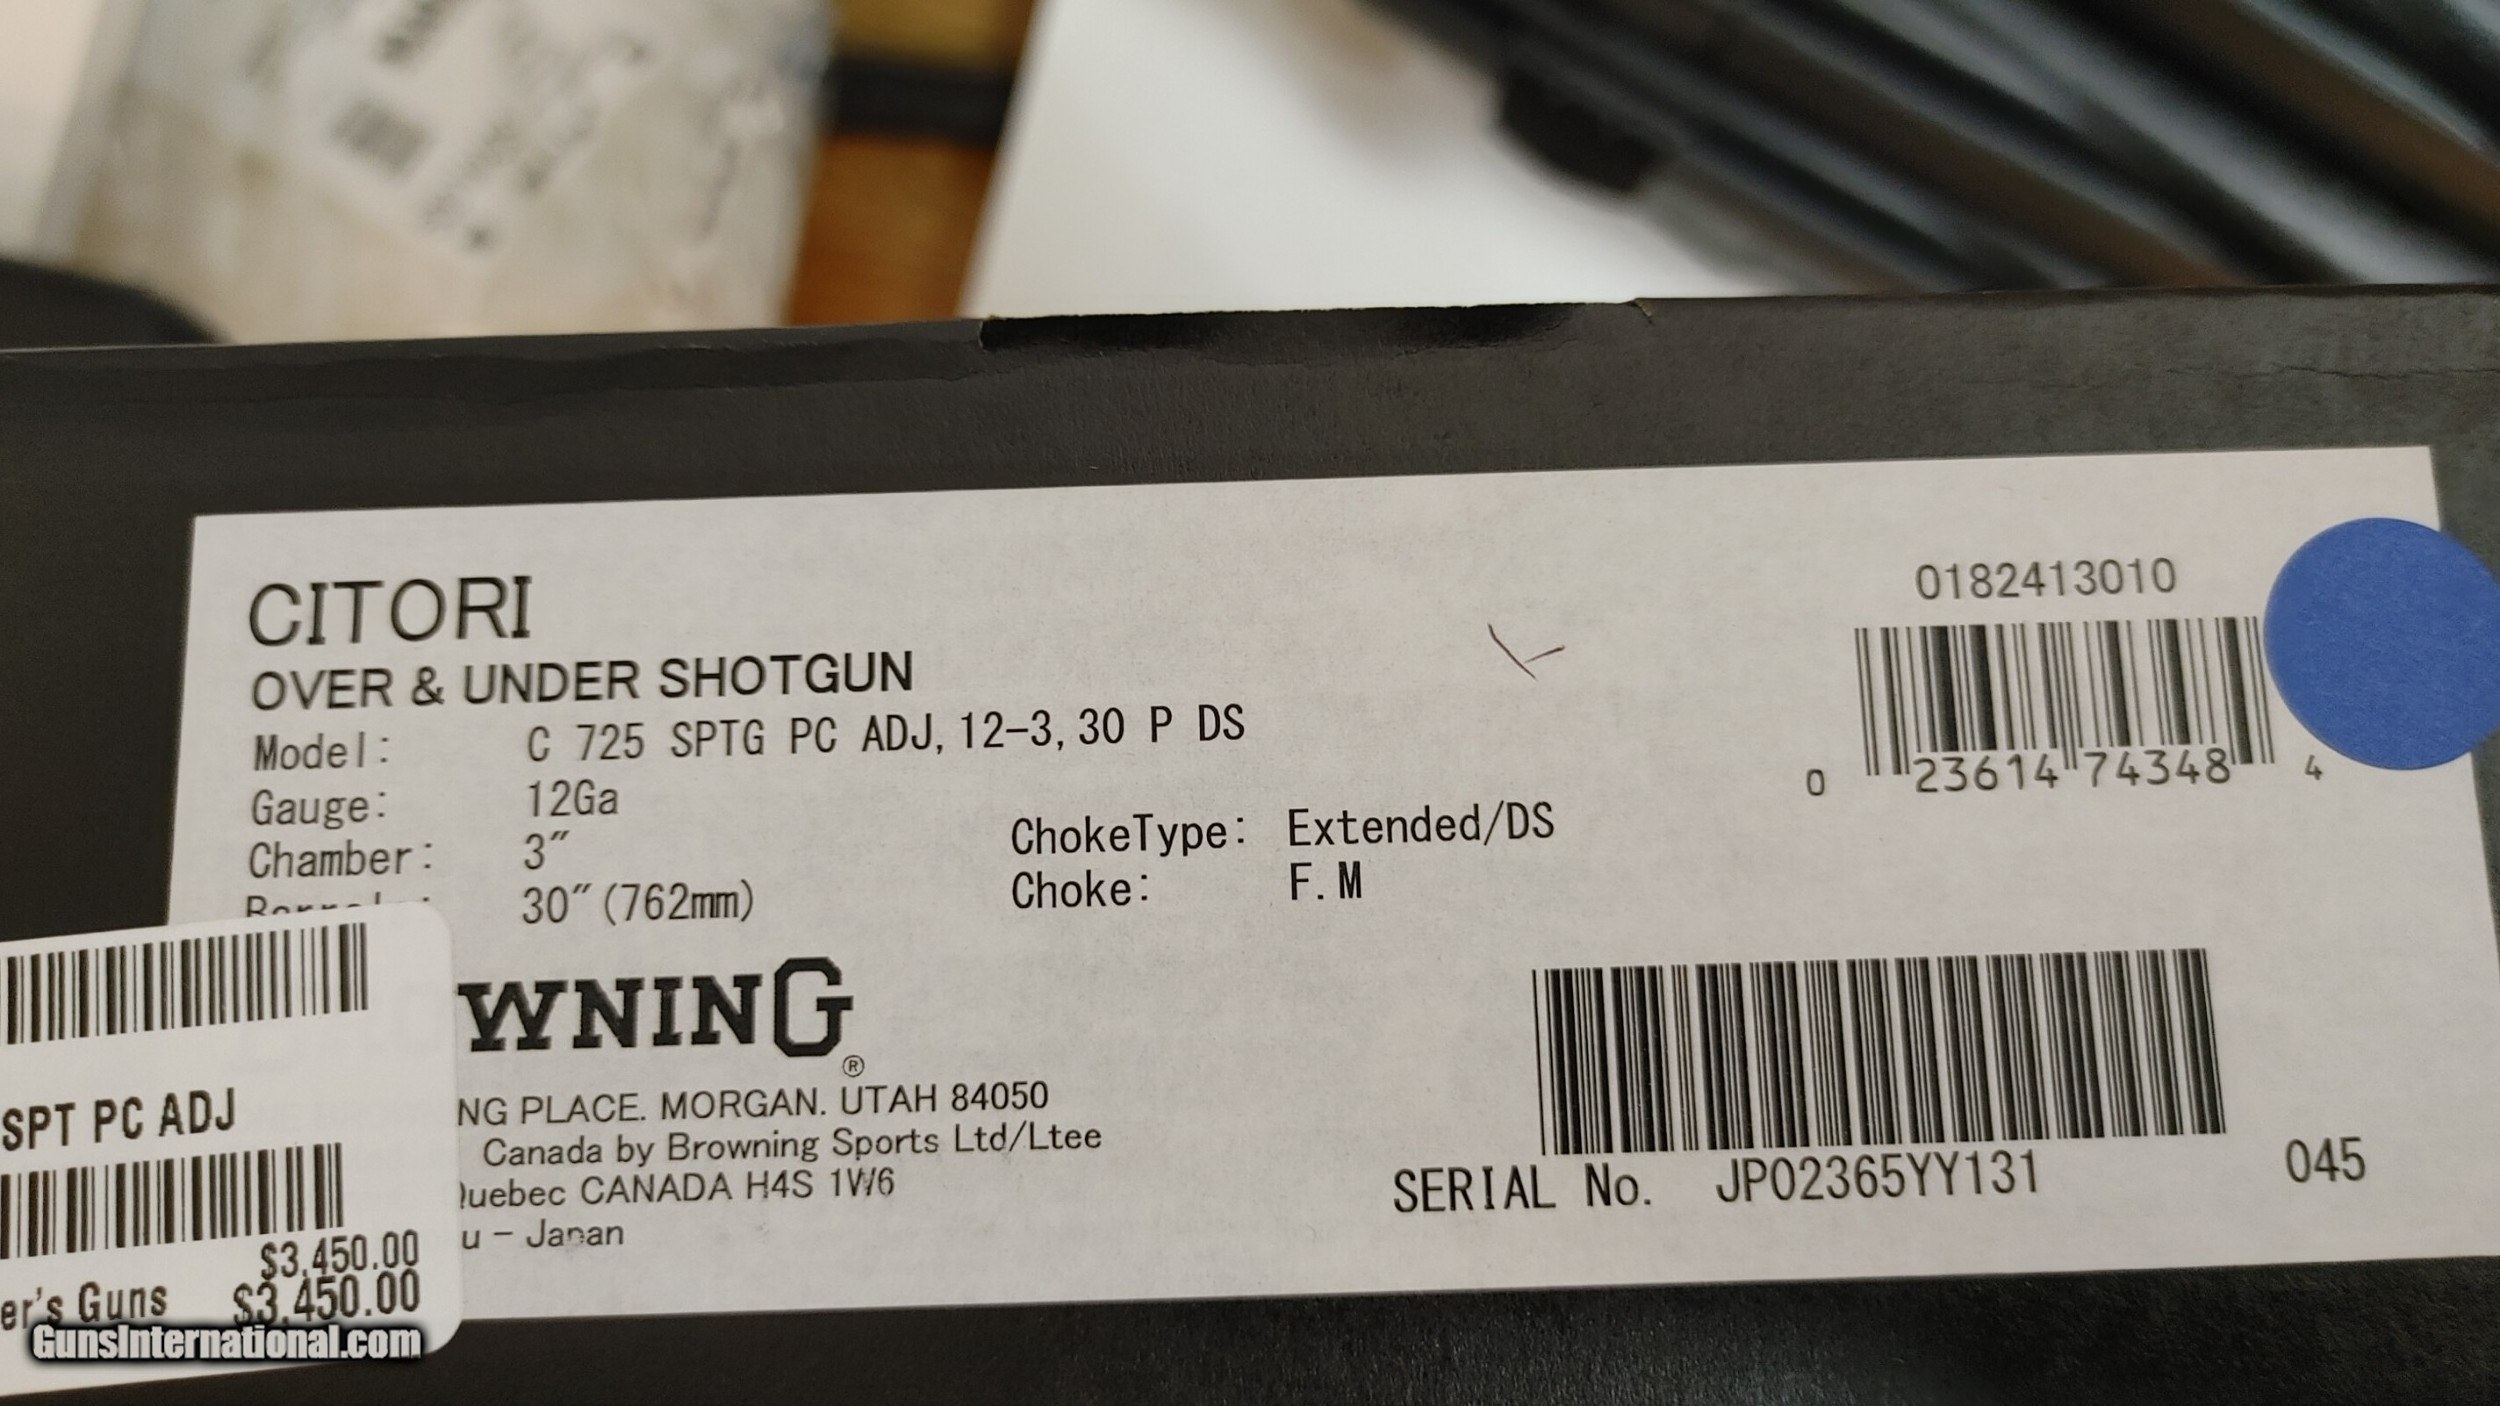 CITORI
OVER & UNDER SHOTGUN
Model: C 725 SPTG PC ADJ, 12-3, 30 P DS
Gauge: 12Ga
Chamber: 3"
30" (762mm)
ChokeType: Extended/DS
Choke: F. M
0182413010
0 23614 74348 4
WNING
®
NG PLACE. MORGAN. UTAH 84050
Canada by Browning Sports Ltd/Ltee
uebec CANADA H4S 1W6
u - Japan
SERIAL No. JP02365YY131
045
SPT PC ADJ
$3,450.00
er's Guns $3,450.00
GunsInternational.com